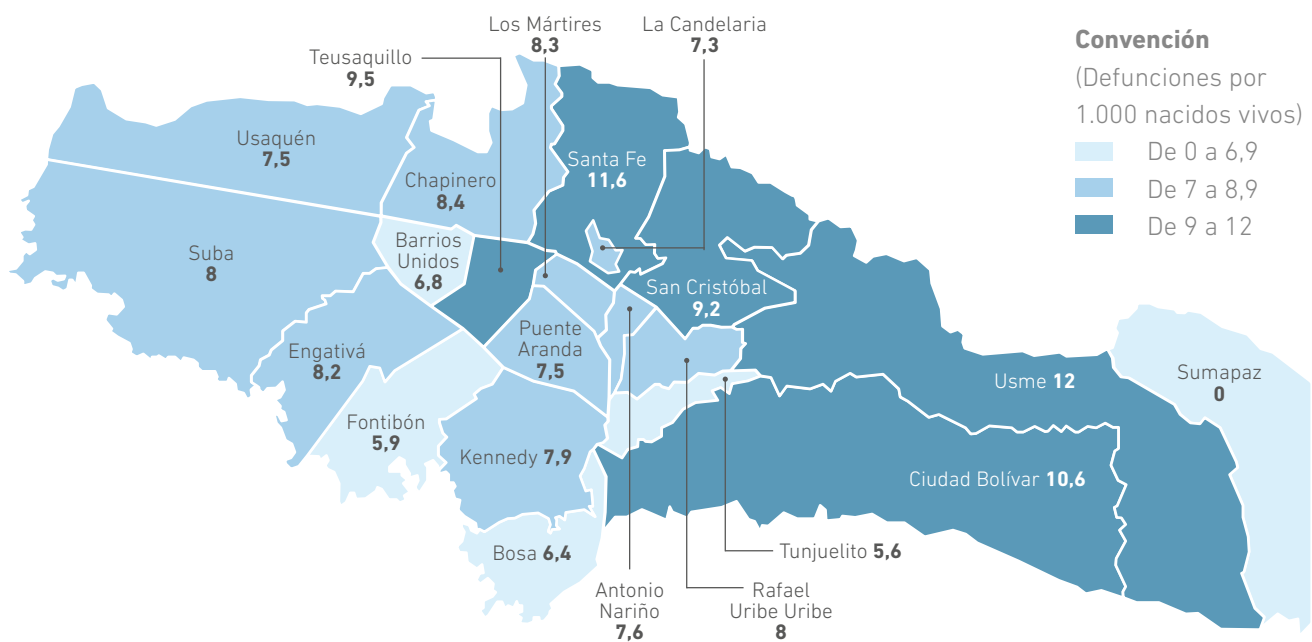 Los Mártires
8,3
La Candelaria
7,3
Teusaquillo
9,5
Convención
(Defunciones por
1.000 nacidos vivos)
De 0 a 6,9
De 7 a 8,9
De 9 a 12
Usaquén
7,5
Chapinero
8,4
Santa Fe
11,6
Suba
8
Barrios
Unidos
6,8
San Cristóbal
9,2
Engativá
8,2
Puente
Aranda
7,5
Usme 12
Sumapaz
0
Fontibón
5,9
Kennedy 7,9
Ciudad Bolívar 10,6
Bosa 6,4
Tunjuelito 5,6
Antonio
Nariño
7,6
Rafael
Uribe Uribe
8